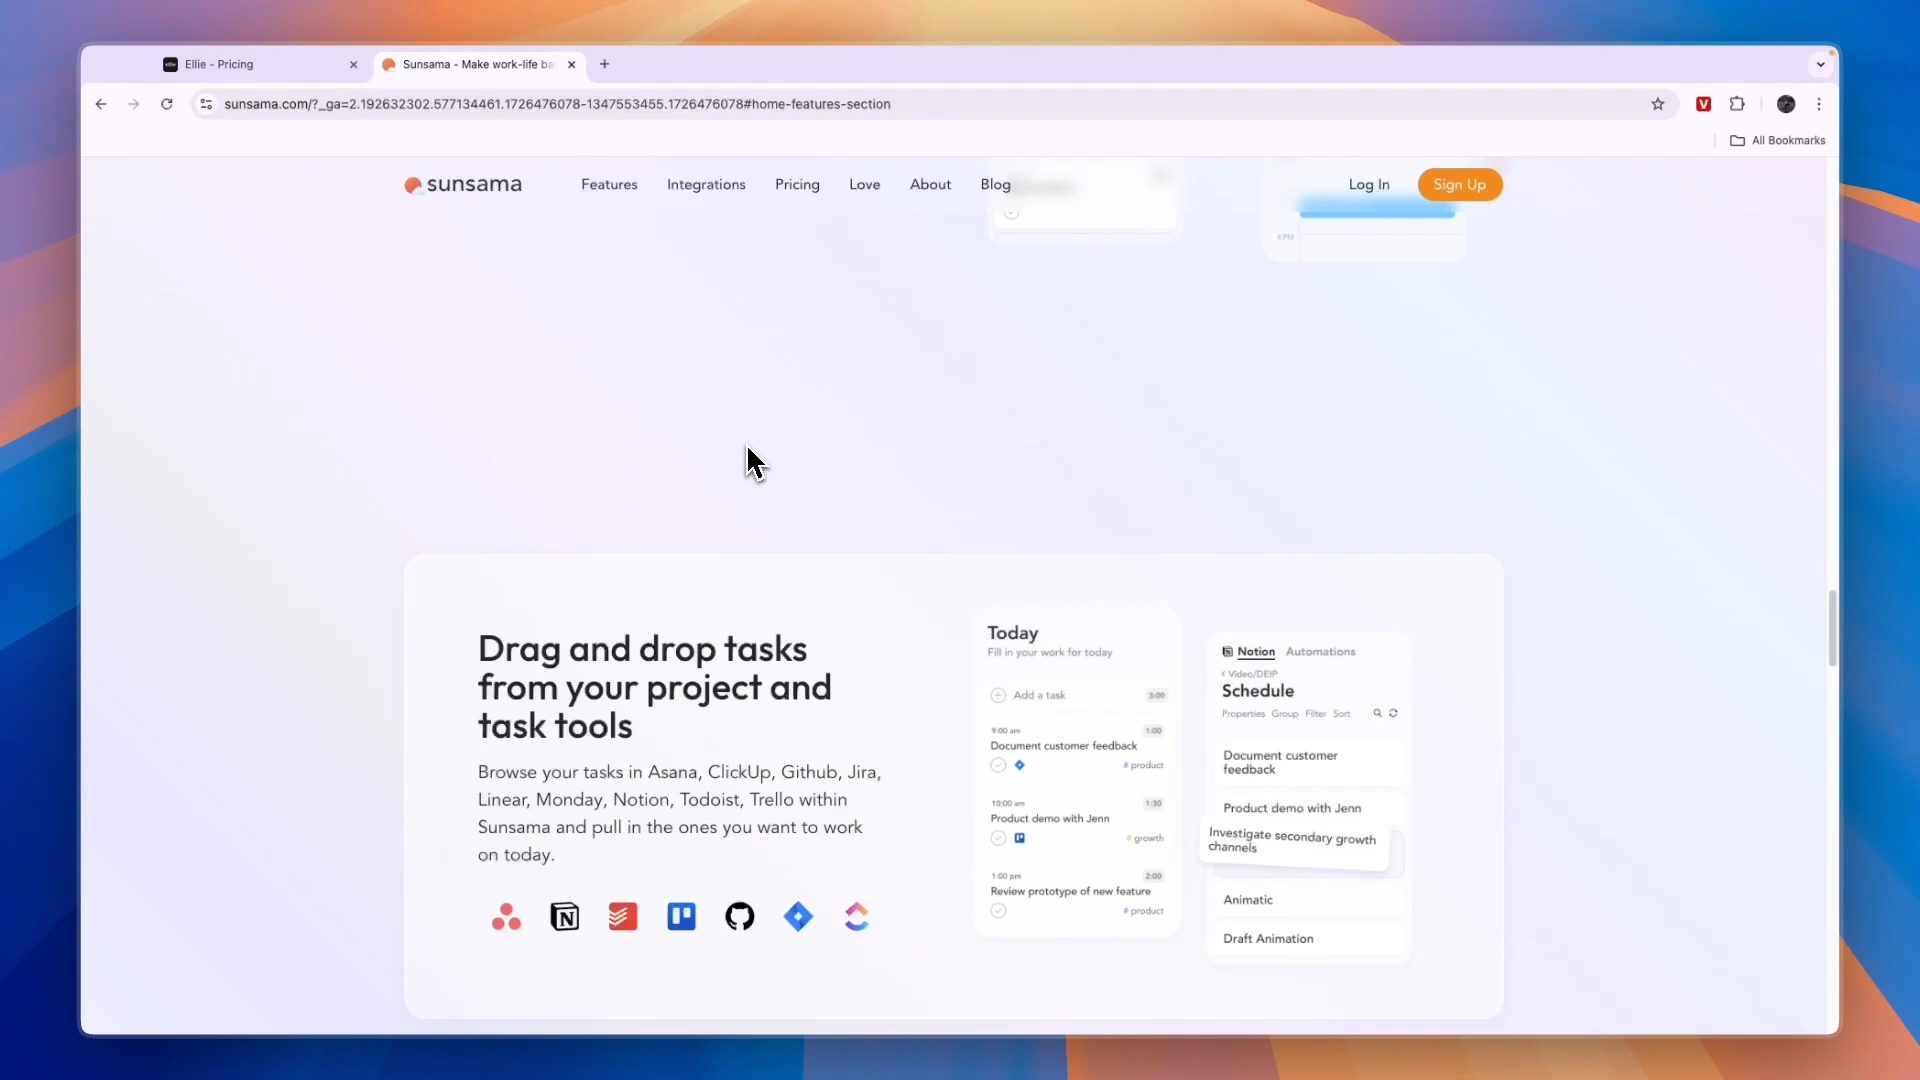 Ellie - Pricing
Sunsama - Make work-life ba
sunsama.com/?_ga=2.192632302.577134461.1726476078-1347553455.1726476078#home-features-section
V
All Bookmarks
sunsama
Features
Integrations
Pricing
Love
About
Blog
Log In
Sign Up
4 PM
Drag and drop tasks
from your project and
task tools
Browse your tasks in Asana, ClickUp, Github, Jira,
Linear, Monday, Notion, Todoist, Trello within
Sunsama and pull in the ones you want to work
on today.
Today
Fill in your work for today
Add a task
3:00
9:00 am
1:00
Document customer feedback
# product
10:00 am
1:30
Product demo with Jenn
# growth
1:00 pm
2:00
Review prototype of new feature
# product
Notion
Automations
< Video/DEIP
Schedule
Properties Group Filter Sort
Document customer
feedback
Product demo with Jenn
Investigate secondary growth
channels
Animatic
Draft Animation